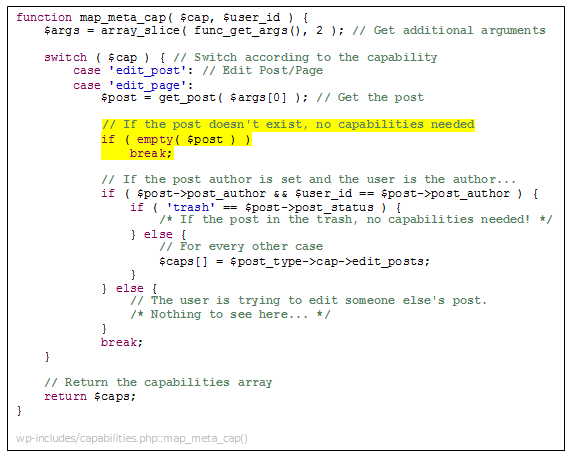 function map_meta_cap( $cap, $user_id ) {
$args = array_slice( func_get_args(), 2 ); // Get additional arguments
switch ( $cap ) { // Switch according to the capability
case 'edit_post': // Edit Post/Page
case 'edit_page':
$post = get_post( $args[0] ); // Get the post
// If the post doesn't exist, no capabilities needed
if ( empty( $post ) )
break;
// If the post author is set and the user is the author...
if ( $post->post_author && $user_id == $post->post_author ) {
if ( 'trash' == $post->post_status ) {
/* If the post in the trash, no capabilities needed! */
} else {
// For every other case
$caps[] = $post_type->cap->edit_posts;
}
} else {
// The user is trying to edit someone else's post.
/* Nothing to see here... */
}
break;
}
// Return the capabilities array
return $caps;
}
wp-includes/capabilities.php::map_meta_cap()